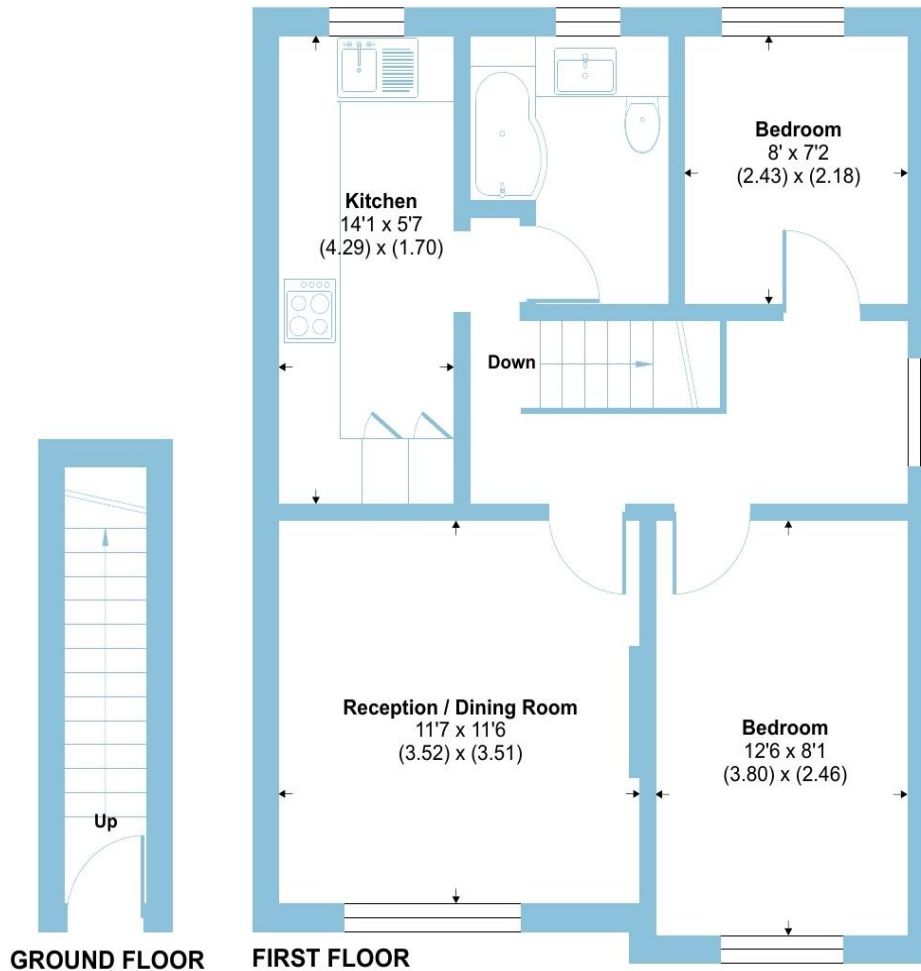 Kitchen
14'1 x 5'7
(4.29) x (1.70)
Bedroom
8' x 7'2
(2.43) x (2.18)
Down
Reception / Dining Room
11'7 x 11'6
(3.52) x (3.51)
Bedroom
12'6 x 8'1
(3.80) x (2.46)
Up
GROUND FLOOR
FIRST FLOOR